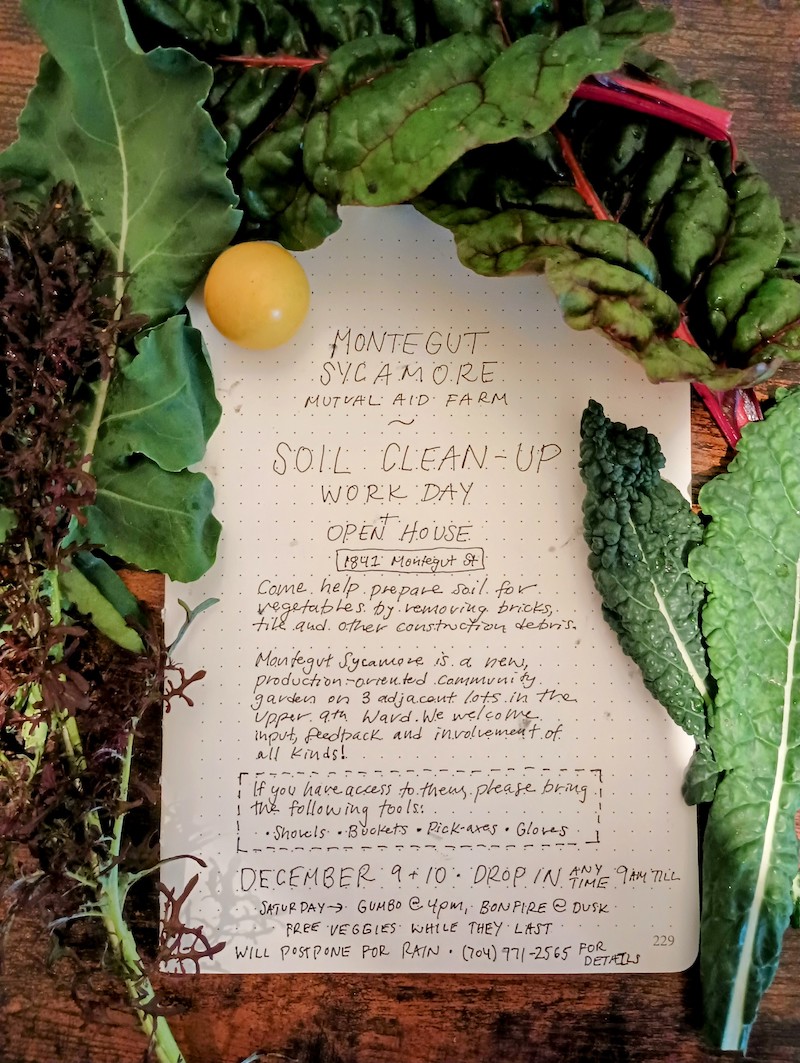 MONTEGUT
SYCAMORE
MUTUAL AID FARM
~
SOIL CLEAN-UP
WORK DAY
+
OPEN HOUSE
1841 Montegut St
Come help prepare soil for
vegetables by removing bricks,
tile and other construction debris.
Montegut Sycamore is a new,
production-oriented community
garden on 3 adjacent lots in the
Upper 9th Ward. We welcome
input, feedback and involvement of
all kinds!
If you have access to them, please bring
the following tools:
• Shovels • Buckets • Pick-axes • Gloves
DECEMBER 9 + 10 • DROP IN ANY TIME 9AM TILL
SATURDAY → GUMBO @ 4pm, BONFIRE @ DUSK
FREE VEGGIES WHILE THEY LAST
WILL POSTPONE FOR RAIN • (704) 971-2565 FOR DETAILS
229